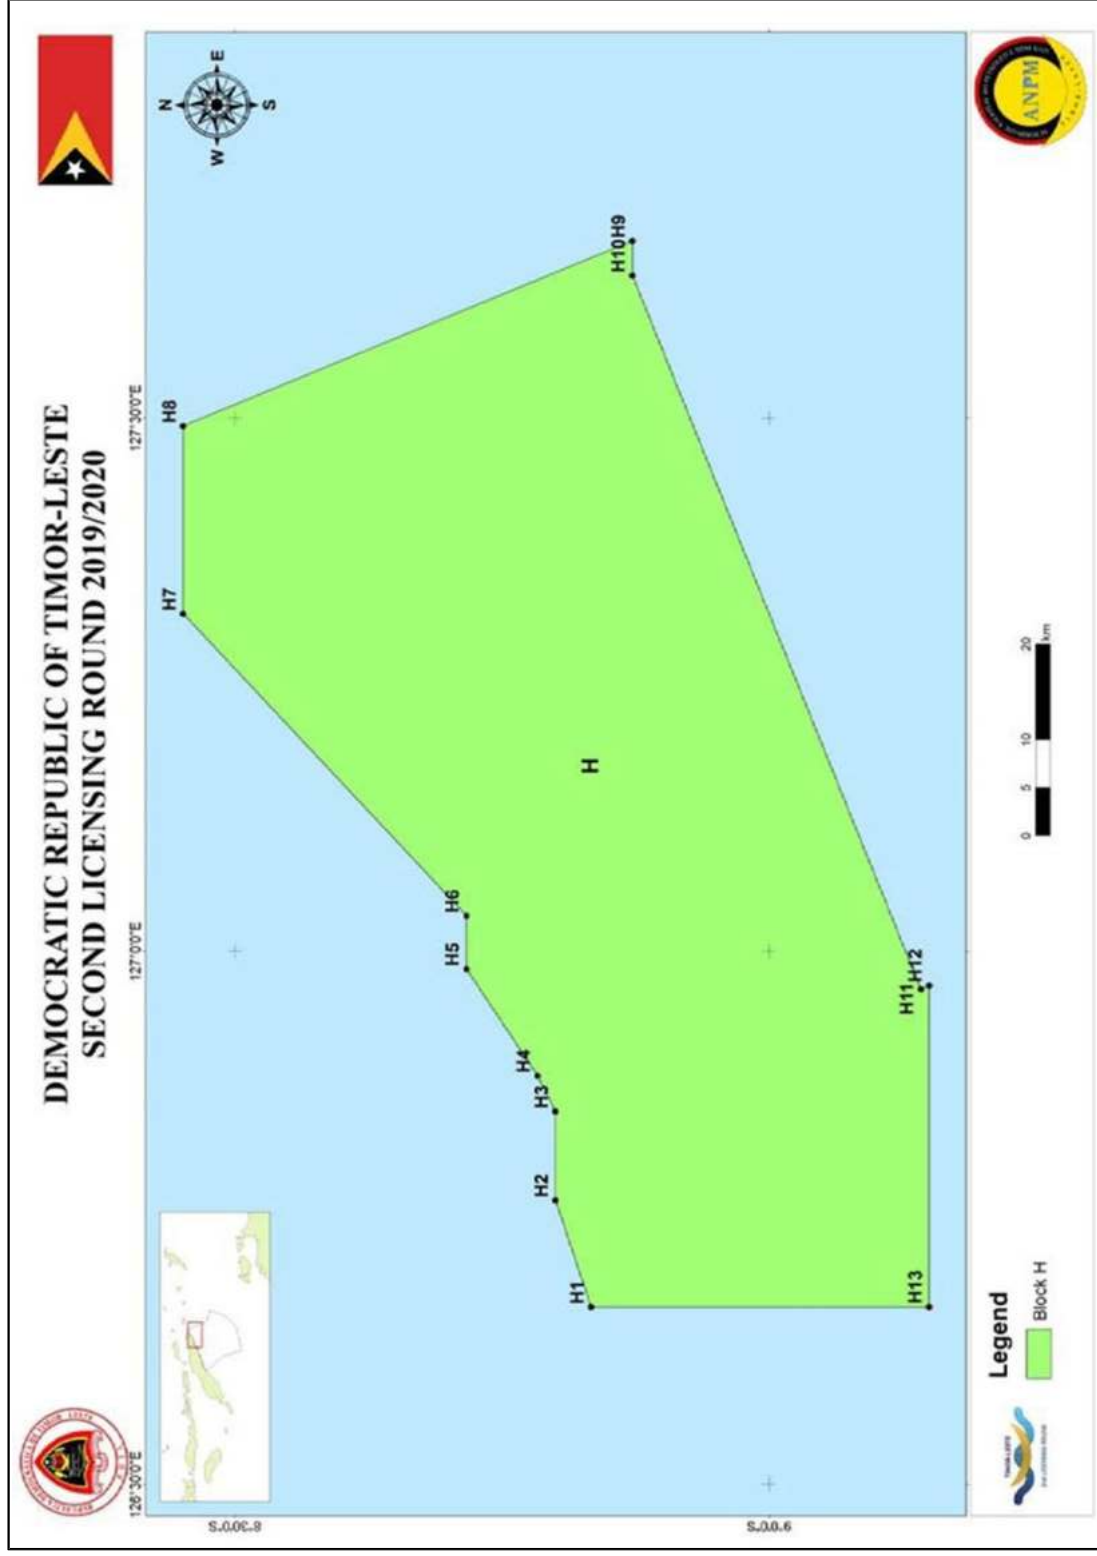 DEMOCRATIC REPUBLIC OF TIMOR-LESTE
SECOND LICENSING ROUND 2019/2020
126°30'0"E
127°0'0"E
127°30'0"E
8°30'0"S
9°0'0"S
N
W
E
S
H7
H8
H6
H5
H4
H3
H2
H1
H
H10
H9
H11
H12
H13
Legend
Block H
0
5
10
20
km
ANPM